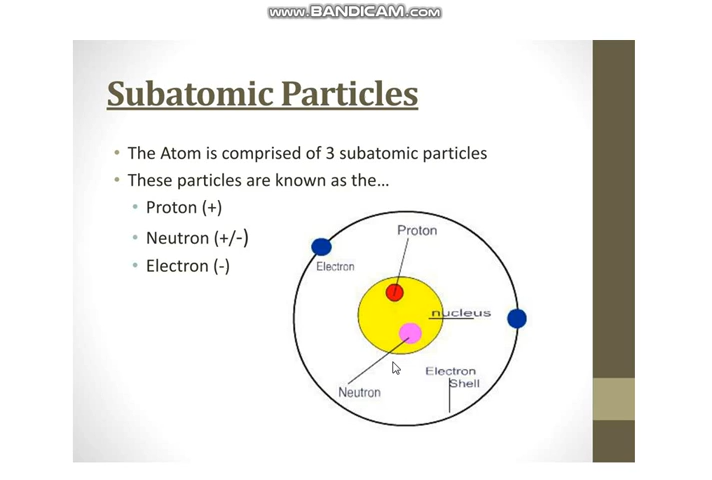 www.BANDICAM.com
Subatomic Particles
• The Atom is comprised of 3 subatomic particles
• These particles are known as the…
• Proton (+)
• Neutron (+/-)
• Electron (-)
Proton
Electron
nucleus
Electron
Shell
Neutron